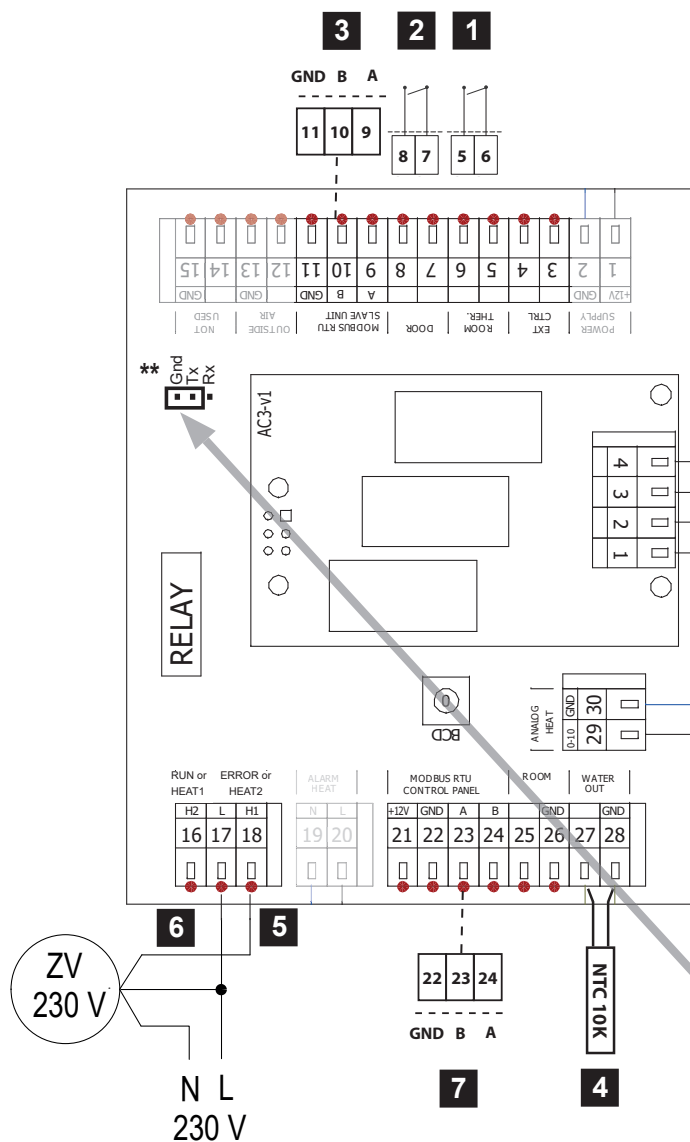 3 2 1
GND B A
11 10 9
8 7
5 6
15 14 13 12 11 10 9 8 7 6 5 4 3 2 1
GND GND GND B A GND +12V
NOT USED
OUTSIDE AIR
MODBUS RTU SLAVE UNIT
DOOR
ROOM THER.
EXT CTRL
POWER SUPPLY
**
Gnd
Tx
Rx
AC3-v1
4
3
2
1
RELAY
0
BCD
ANALOG
HEAT
0-10 GND
29 30
RUN or
HEAT1
ERROR or
HEAT2
ALARM
HEAT
MODBUS RTU
CONTROL PANEL
ROOM
WATER
OUT
H2 L H1
N L
+12V GND A B GND GND
16 17 18
19 20
21 22 23 24 25 26 27 28
6 5
ZV
230 V
N L
230 V
22 23 24
GND B A
7
NTC 10K
4